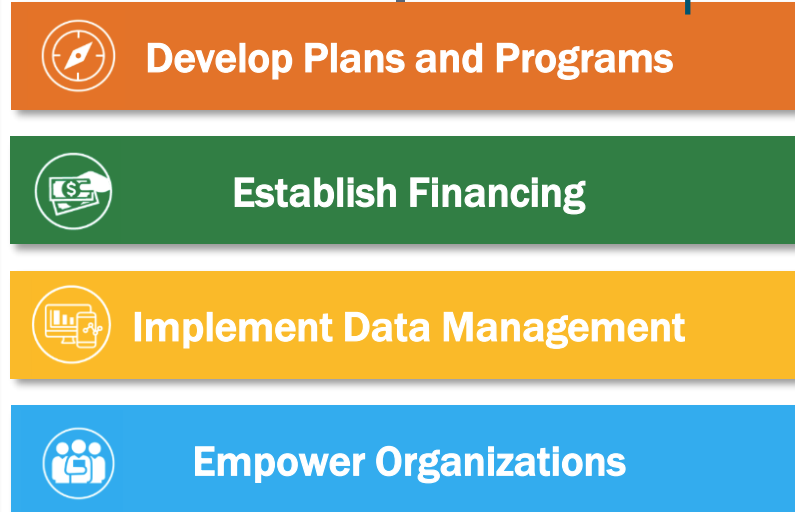 Develop Plans and Programs
Establish Financing
Implement Data Management
Empower Organizations